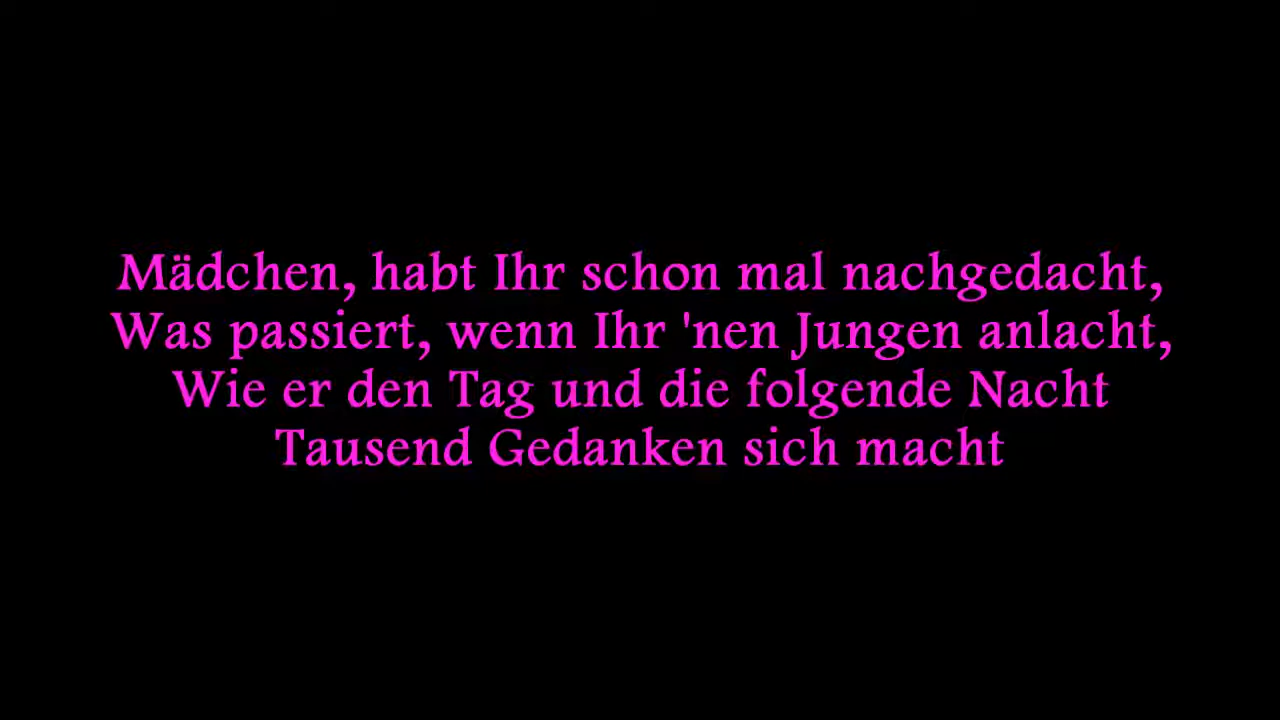 Mädchen, habt Ihr schon mal nachgedacht,
Was passiert, wenn Ihr 'nen Jungen anlacht,
Wie er den Tag und die folgende Nacht
Tausend Gedanken sich macht